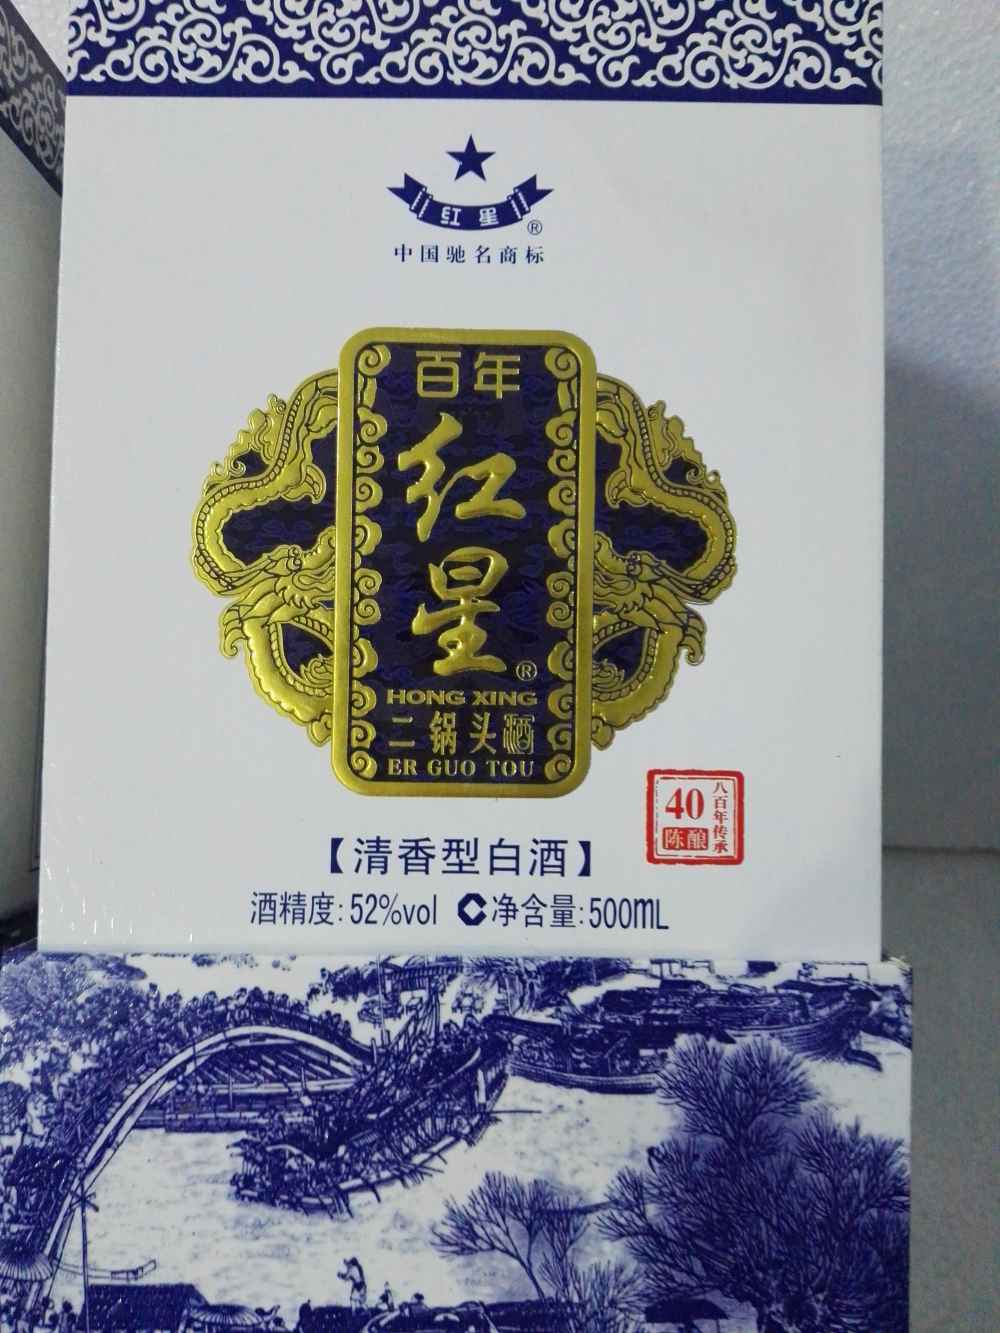 红星®
中国驰名商标
百年
红
星®
HONG XING
二锅头酒
ER GUO TOU
40
陈酿
八百年传承
【清香型白酒】
酒精度:52%vol 净含量:500mL